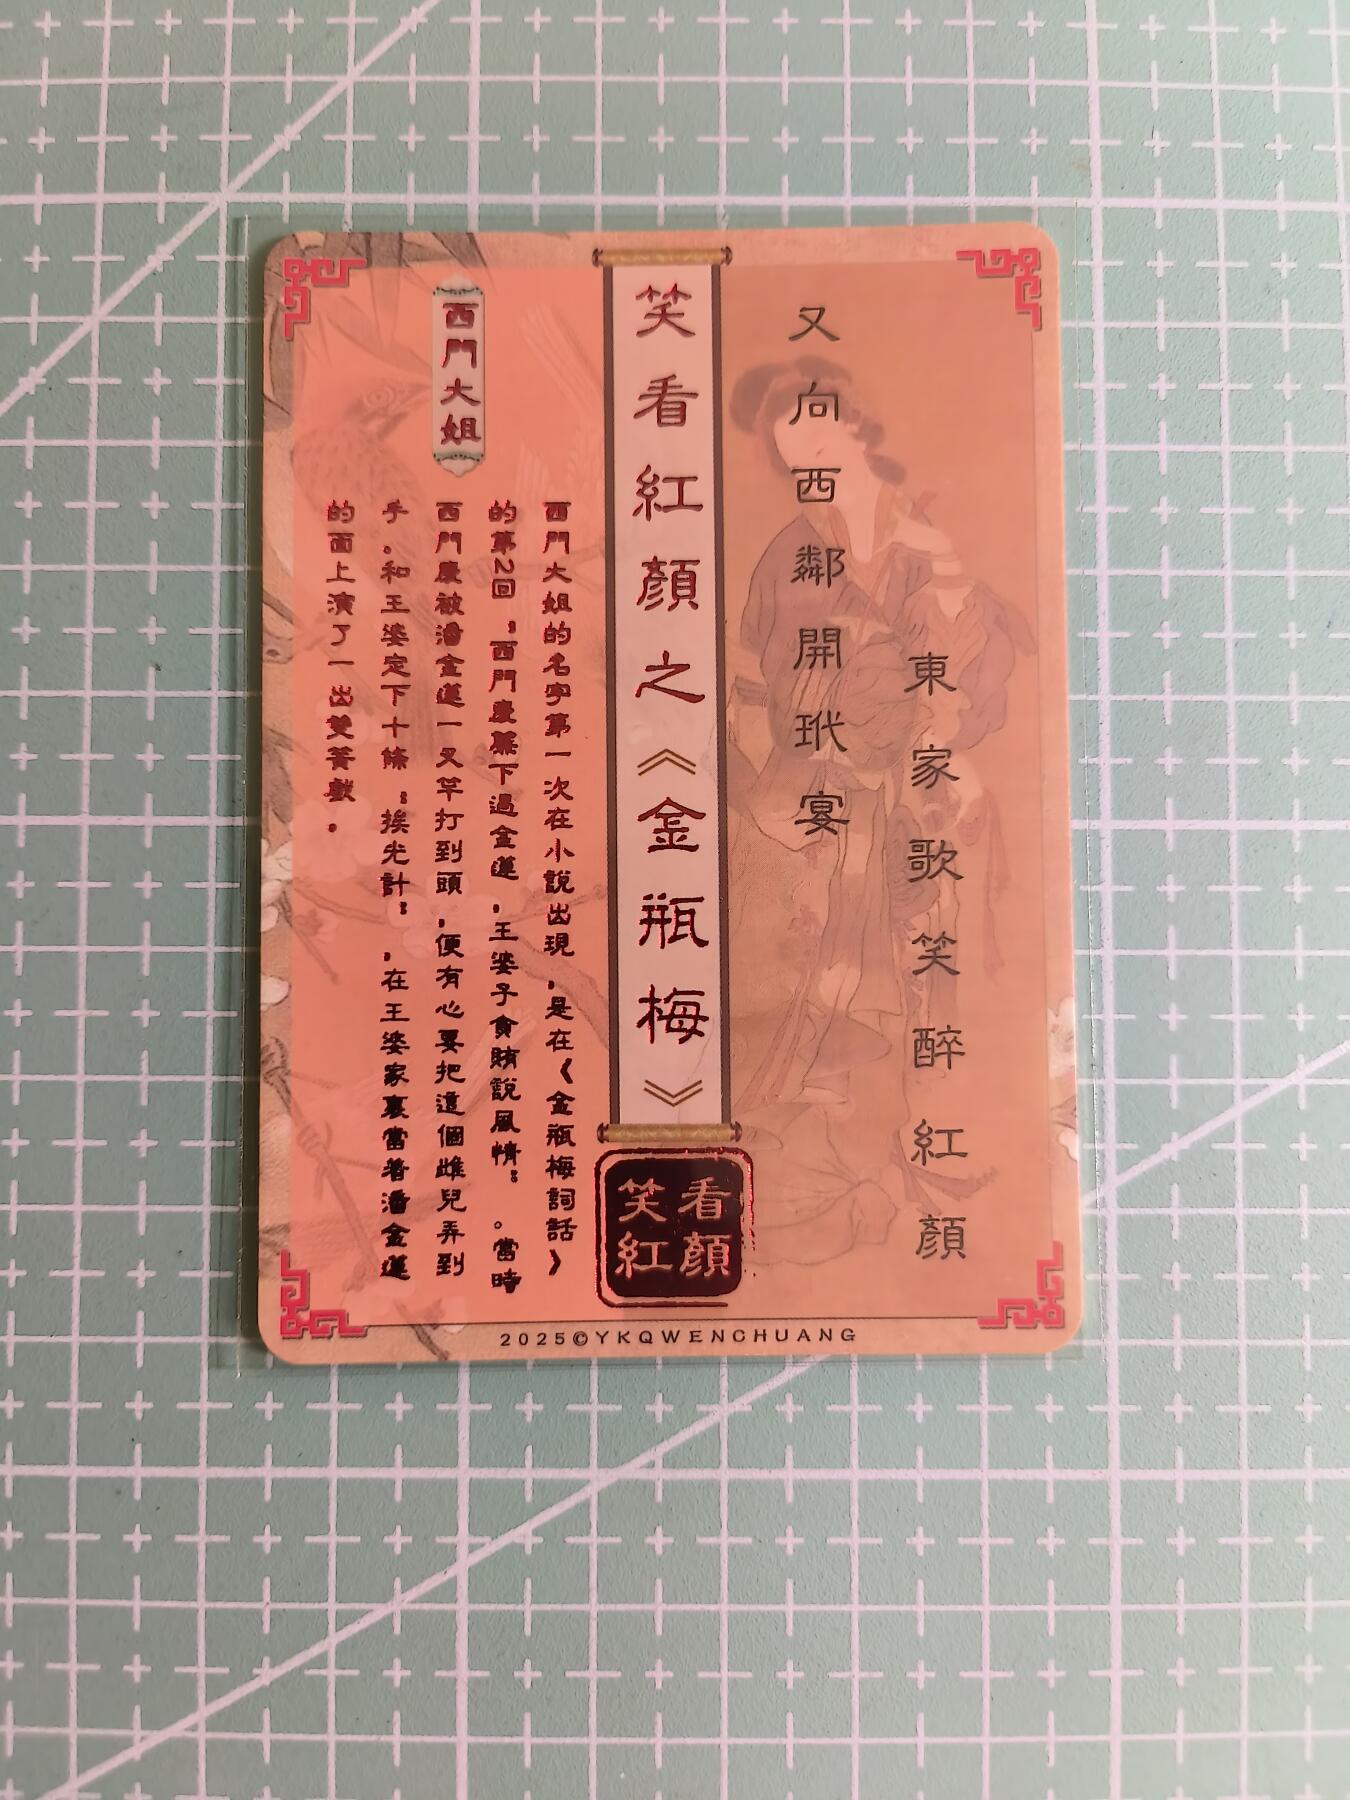 東家歌笑醉紅顏
又向西鄰開玳宴
笑看紅顏之《金瓶梅》
看顏
笑紅
西門大姐
西門大姐的名字第一次在小說出現,是在《金瓶梅詞話》
的第2回“西門慶簾下遇金蓮,王婆子貪賄說風情”。當時
西門慶被潘金蓮一叉竿打到頭,便有心要把這個雌兒弄到
手。和王婆定下十條“挨光計”,在王婆家裏當著潘金蓮
的面上演了一出雙簧戲.
2025©YKQWENCHUANG